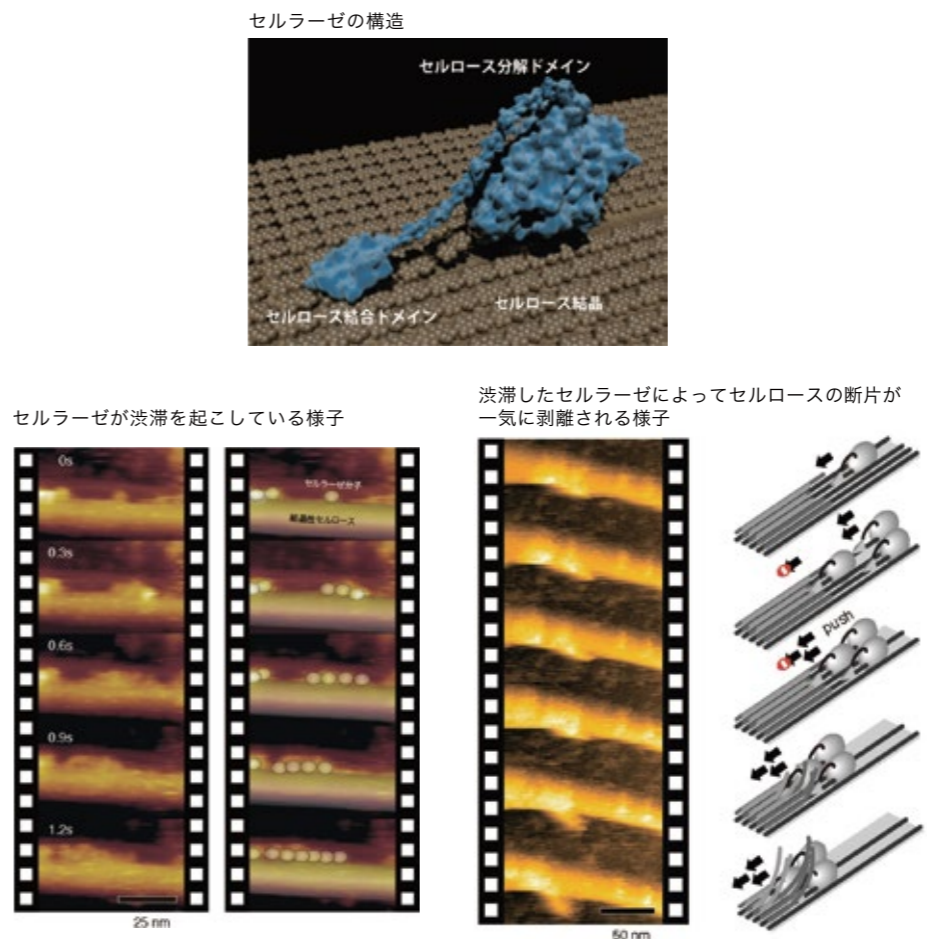 セルラーゼの構造
セルロース分解ドメイン
セルロース結合ドメイン
セルロース結晶
セルラーゼが渋滞を起こしている様子
0s
0.3s
0.6s
0.9s
1.2s
25 nm
セルラーゼ分子
結晶性セルロース
渋滞したセルラーゼによってセルロースの断片が
一気に剥離される様子
50 nm
push